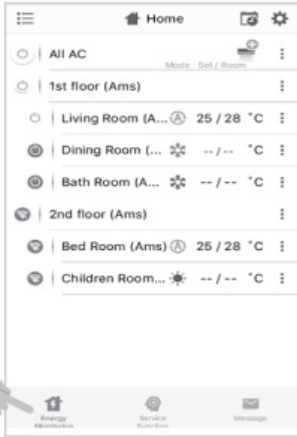 Home
All AC
Mode Set / Room
1st floor (Ams)
Living Room (A... A 25 / 28 °C
Dining Room (... -- / -- °C
Bath Room (A... -- / -- °C
2nd floor (Ams)
Bed Room (Ams) A 25 / 28 °C
Children Room... -- / -- °C
Energy Monitoring
Service Function
Message